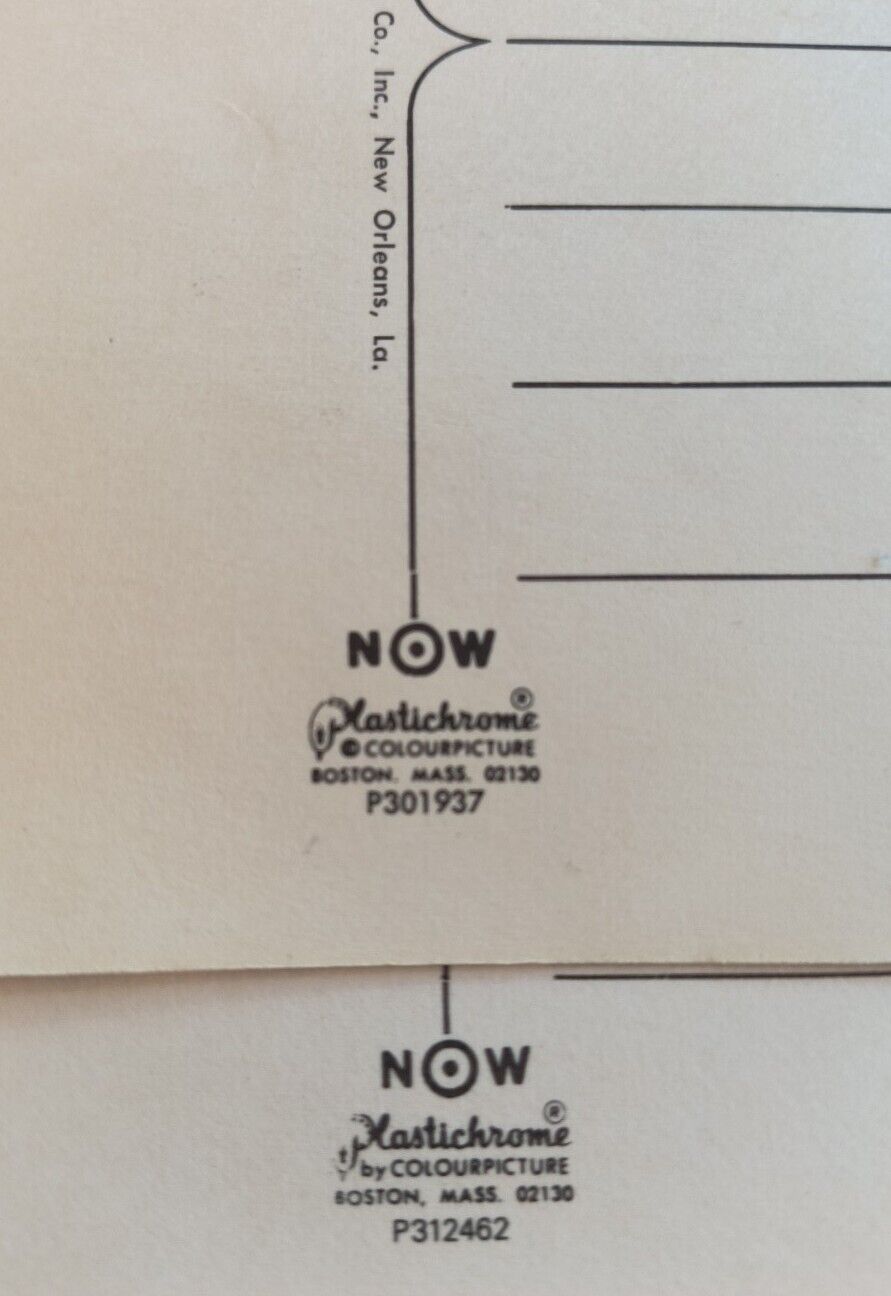 Co., Inc., New Orleans, La.
NOW
Plastichrome ®
© COLOURPICTURE
BOSTON, MASS. 02130
P301937
NOW
Plastichrome ®
by COLOURPICTURE
BOSTON, MASS. 02130
P312462